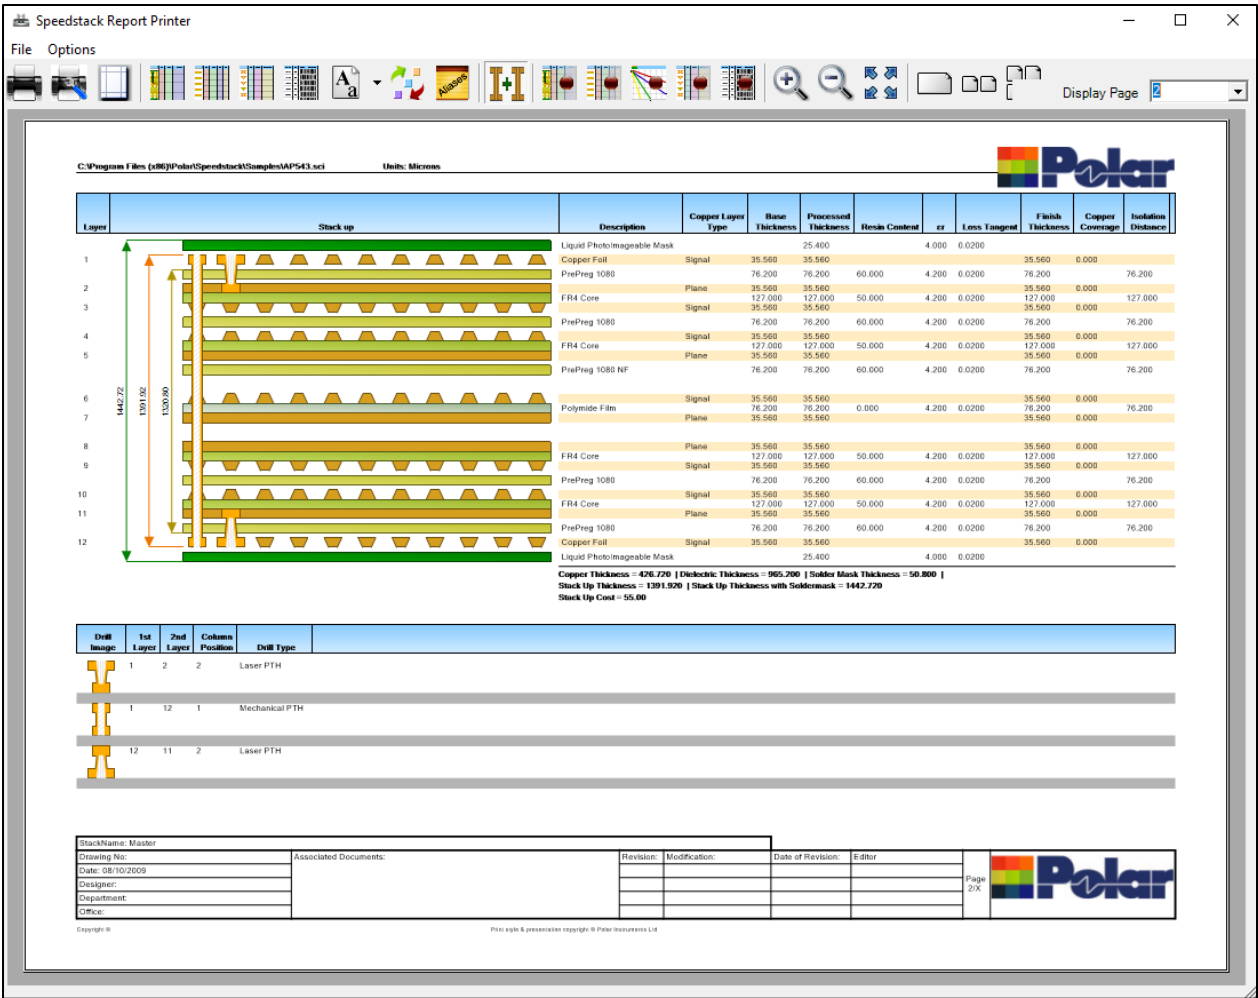 Speedstack Report Printer
File Options
Display Page 2
C:\Program Files (x86)\Polar\Speedstack\Samples\AP543.sci Units: Microns
Polar
Layer Stack up Description Copper Layer Type Base Thickness Processed Thickness Resin Content εr Loss Tangent Finish Thickness Copper Coverage Isolation Distance
Liquid PhotoImageable Mask 25.400 4.000 0.0200
1 Copper Foil Signal 35.560 35.560 35.560 0.000
PrePreg 1080 76.200 76.200 60.000 4.200 0.0200 76.200 76.200
2 Plane 35.560 35.560 35.560 0.000
FR4 Core 127.000 127.000 50.000 4.200 0.0200 127.000 127.000
3 Signal 35.560 35.560 35.560 0.000
PrePreg 1080 76.200 76.200 60.000 4.200 0.0200 76.200 76.200
4 Signal 35.560 35.560 35.560 0.000
FR4 Core 127.000 127.000 50.000 4.200 0.0200 127.000 127.000
5 Plane 35.560 35.560 35.560 0.000
PrePreg 1080 NF 76.200 76.200 60.000 4.200 0.0200 76.200 76.200
1442.72 1391.92 1320.80
6 Signal 35.560 35.560 35.560 0.000
Polymide Film 76.200 76.200 0.000 4.200 0.0200 76.200 76.200
7 Plane 35.560 35.560 35.560 0.000
8 Plane 35.560 35.560 35.560 0.000
FR4 Core 127.000 127.000 50.000 4.200 0.0200 127.000 127.000
9 Signal 35.560 35.560 35.560 0.000
PrePreg 1080 76.200 76.200 60.000 4.200 0.0200 76.200 76.200
10 Signal 35.560 35.560 35.560 0.000
FR4 Core 127.000 127.000 50.000 4.200 0.0200 127.000 127.000
11 Plane 35.560 35.560 35.560 0.000
PrePreg 1080 76.200 76.200 60.000 4.200 0.0200 76.200 76.200
12 Copper Foil Signal 35.560 35.560 35.560 0.000
Liquid PhotoImageable Mask 25.400 4.000 0.0200
Copper Thickness = 426.720 | Dielectric Thickness = 965.200 | Solder Mask Thickness = 50.800 |
Stack Up Thickness = 1391.920 | Stack Up Thickness with Soldermask = 1442.720
Stack Up Cost = 55.00
Drill Image 1st Layer 2nd Layer Column Position Drill Type
1 2 2 Laser PTH
1 12 1 Mechanical PTH
12 11 2 Laser PTH
StackName: Master
Drawing No: Associated Documents: Revision: Modification: Date of Revision: Editor
Date: 08/10/2009
Designer:
Department:
Office:
Page 2/X
Polar
Copyright © Print style & presentation copyright © Polar Instruments Ltd
Aliases
A a